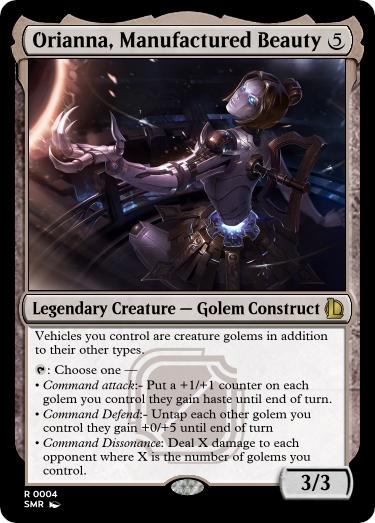 Orianna, Manufactured Beauty 5
Legendary Creature — Golem Construct
Vehicles you control are creature golems in addition
to their other types.
: Choose one —
• Command attack:- Put a +1/+1 counter on each
golem you control they gain haste until end of turn.
• Command Defend:- Untap each other golem you
control they gain +0/+5 until end of turn
• Command Dissonance: Deal X damage to each
opponent where X is the number of golems you
control.
3/3
R 0004
SMR